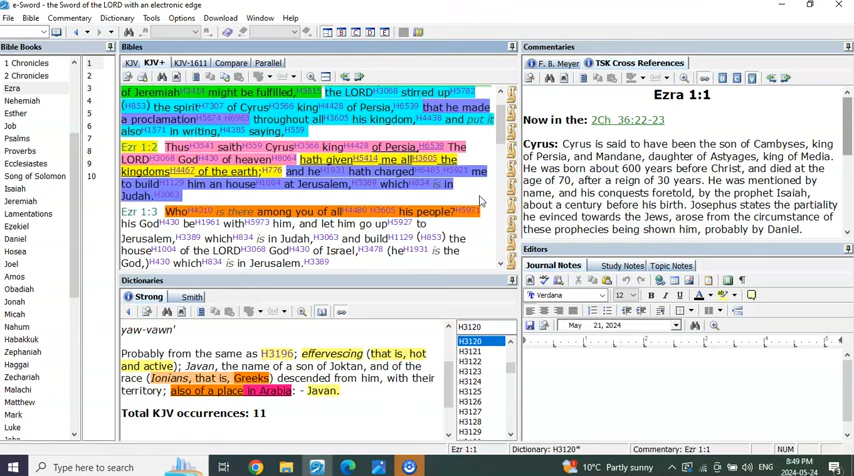 e-Sword - the Sword of the LORD with an electronic edge
File Bible Commentary Dictionary Tools Options Download Window Help
Bible Books
1 Chronicles
2 Chronicles
Ezra
Nehemiah
Esther
Job
Psalms
Proverbs
Ecclesiastes
Song of Solomon
Isaiah
Jeremiah
Lamentations
Ezekiel
Daniel
Hosea
Joel
Amos
Obadiah
Jonah
Micah
Nahum
Habakkuk
Zephaniah
Haggai
Zechariah
Malachi
Matthew
Mark
Luke
1
2
3
4
5
6
7
8
9
10
Bibles
KJV KJV+ KJV-1611 Compare Parallel
of Jeremiah H3414 might be fulfilled, H3615 the LORD H3068 stirred up H5782
(H853) the spirit H7307 of Cyrus H3566 king H4428 of Persia, H6539 that he made
a proclamation H5674 H6963 throughout all H3605 his kingdom, H4438 and put it
also H1571 in writing, H4385 saying, H559
Ezr 1:2 Thus H3541 saith H559 Cyrus H3566 king H4428 of Persia, H6539 The
LORD H3068 God H430 of heaven H8064 hath given H5414 me all H3605 the
kingdoms H4467 of the earth; H776 and he H1931 hath charged H6485 H5921 me
to build H1129 him an house H1004 at Jerusalem, H3389 which H834 is in
Judah. H3063
Ezr 1:3 Who H4310 is there among you of all H4480 H3605 his people? H5971
his God H430 be H1961 with H5973 him, and let him go up H5927 to
Jerusalem, H3389 which H834 is in Judah, H3063 and build H1129 (H853) the
house H1004 of the LORD H3068 God H430 of Israel, H3478 (he H1931 is the
God,) H430 which H834 is in Jerusalem. H3389
Dictionaries
Strong Smith
yaw-vawn'
Probably from the same as H3196; effervescing (that is, hot
and active); Javan, the name of a son of Joktan, and of the
race (Ionians, that is, Greeks) descended from him, with their
territory; also of a place in Arabia: - Javan.
Total KJV occurrences: 11
H3120
H3120
H3121
H3122
H3123
H3124
H3125
H3126
H3127
H3128
H3129
Commentaries
F. B. Meyer TSK Cross References
Ezra 1:1
Now in the: 2Ch_36:22-23
Cyrus: Cyrus is said to have been the son of Cambyses, king
of Persia, and Mandane, daughter of Astyages, king of Media.
He was born about 600 years before Christ, and died at the
age of 70, after a reign of 30 years. He was mentioned by
name, and his conquests foretold, by the prophet Isaiah,
about a century before his birth. Josephus states the partiality
he evinced towards the Jews, arose from the circumstance of
these prophecies being shown him, probably by Daniel.
Editors
Journal Notes Study Notes Topic Notes
Verdana 12 B I U A
May 21, 2024
Ezr 1:1 Dictionary: H3120* Commentary: Ezr 1:1 NUM
Type here to search
10°C Partly sunny
ENG
8:49 PM
2024-05-24